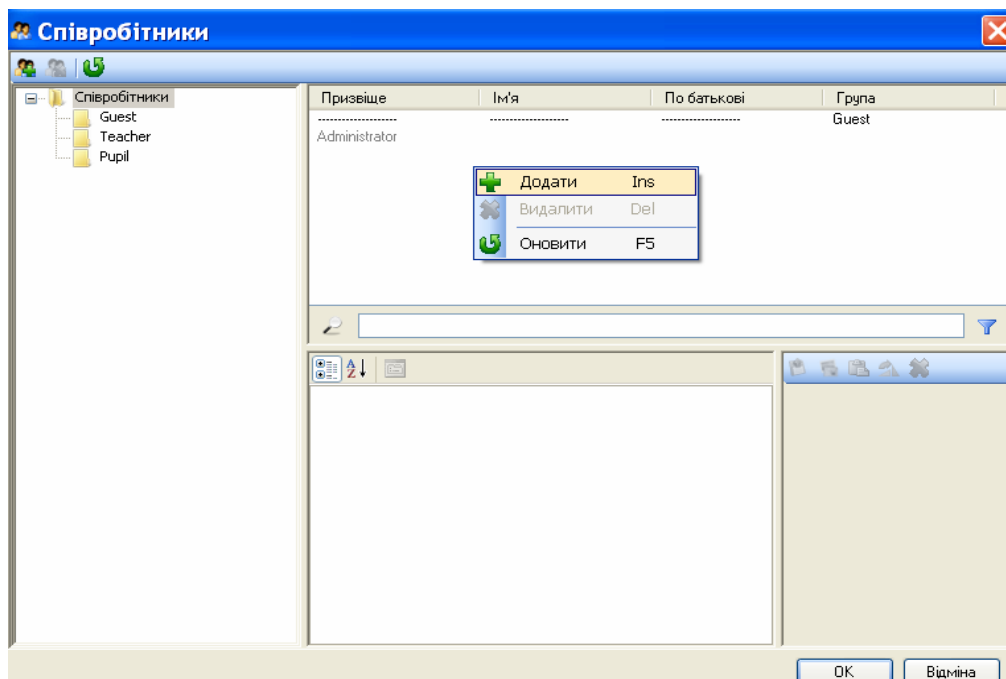 Співробітники
Співробітники
Guest
Teacher
Pupil
Призвіще Ім'я По батькові Група
------------------- ------------------- ------------------- Guest
Administrator
Додати Ins
Видалити Del
Оновити F5
OK Відміна